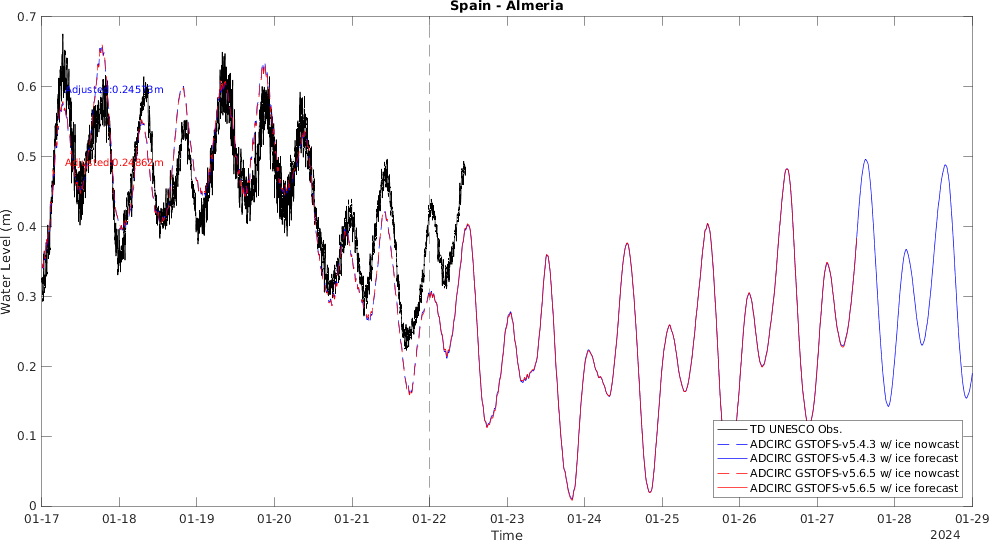 Spain - Almeria
0.7
0.6
0.5
0.4
0.3
0.2
0.1
0
Water Level (m)
Adjusted:0.24862m
TD UNESCO Obs.
ADCIRC GSTOFS-v5.4.3 w/ ice nowcast
ADCIRC GSTOFS-v5.4.3 w/ ice forecast
ADCIRC GSTOFS-v5.6.5 w/ ice nowcast
ADCIRC GSTOFS-v5.6.5 w/ ice forecast
01-17 01-18 01-19 01-20 01-21 01-22 01-23 01-24 01-25 01-26 01-27 01-28 01-29
Time
2024